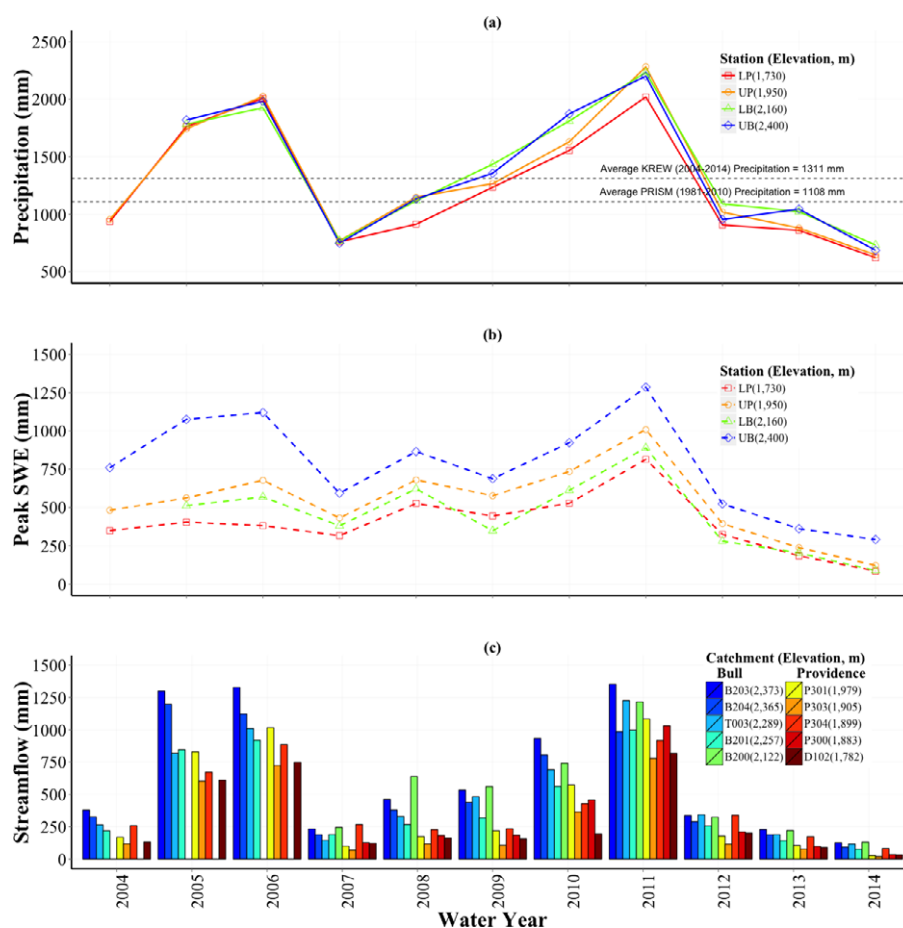 (a)
2500
2000
1500
1000
500
Precipitation (mm)
Station (Elevation, m)
LP(1,730)
UP(1,950)
LB(2,160)
UB(2,400)
Average KREW (2004-2014) Precipitation = 1311 mm
Average PRISM (1981-2010) Precipitation = 1108 mm
(b)
1500
1250
1000
750
500
250
0
Peak SWE (mm)
Station (Elevation, m)
LP(1,730)
UP(1,950)
LB(2,160)
UB(2,400)
(c)
1500
1250
1000
750
500
250
0
Streamflow (mm)
Catchment (Elevation, m)
Bull Providence
B203(2,373) P301(1,979)
B204(2,365) P303(1,905)
T003(2,289) P304(1,899)
B201(2,257) P300(1,883)
B200(2,122) D102(1,782)
2004 2005 2006 2007 2008 2009 2010 2011 2012 2013 2014
Water Year